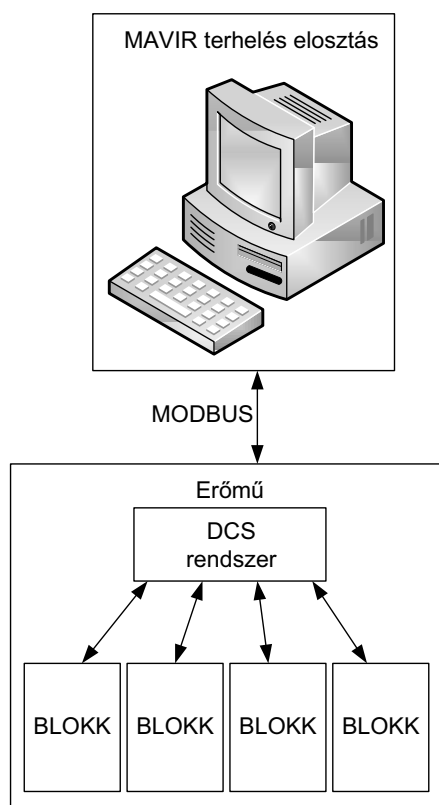 MAVIR terhelés elosztás
MODBUS
Erőmű
DCS
rendszer
BLOKK
BLOKK
BLOKK
BLOKK